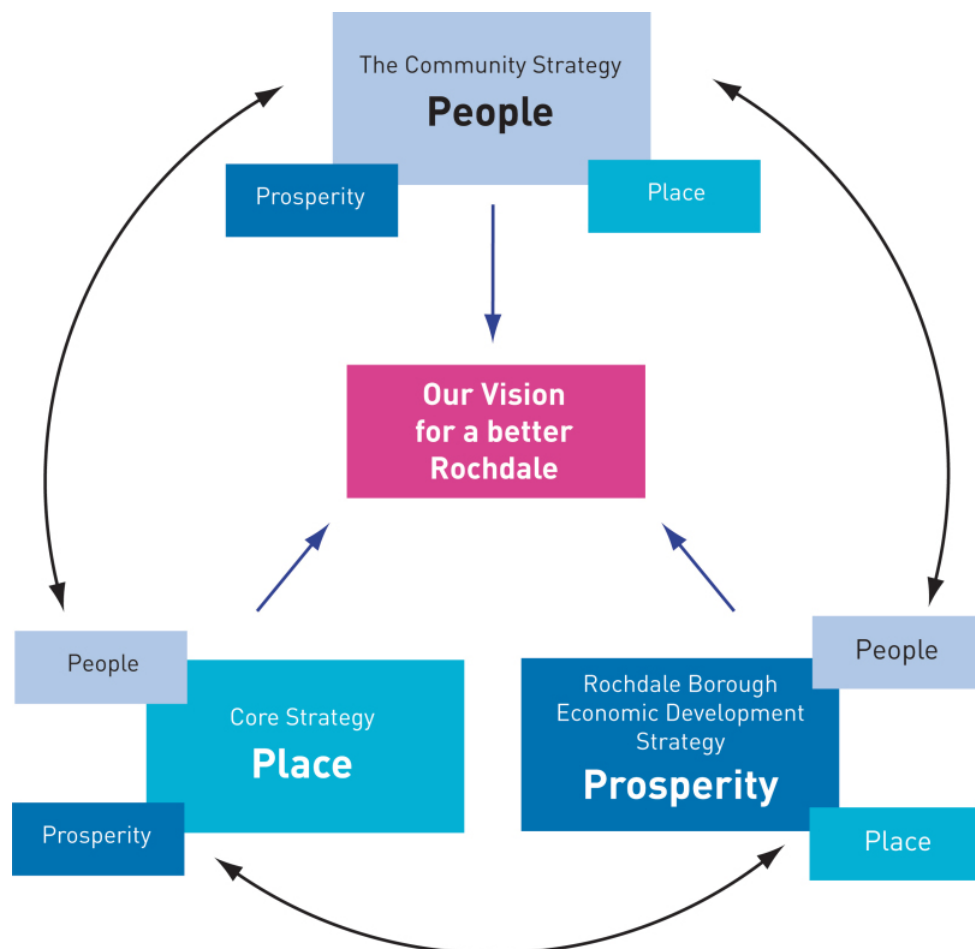 The Community Strategy
People
Prosperity
Place
Our Vision
for a better
Rochdale
People
Core Strategy
Place
Prosperity
People
Rochdale Borough
Economic Development
Strategy
Prosperity
Place